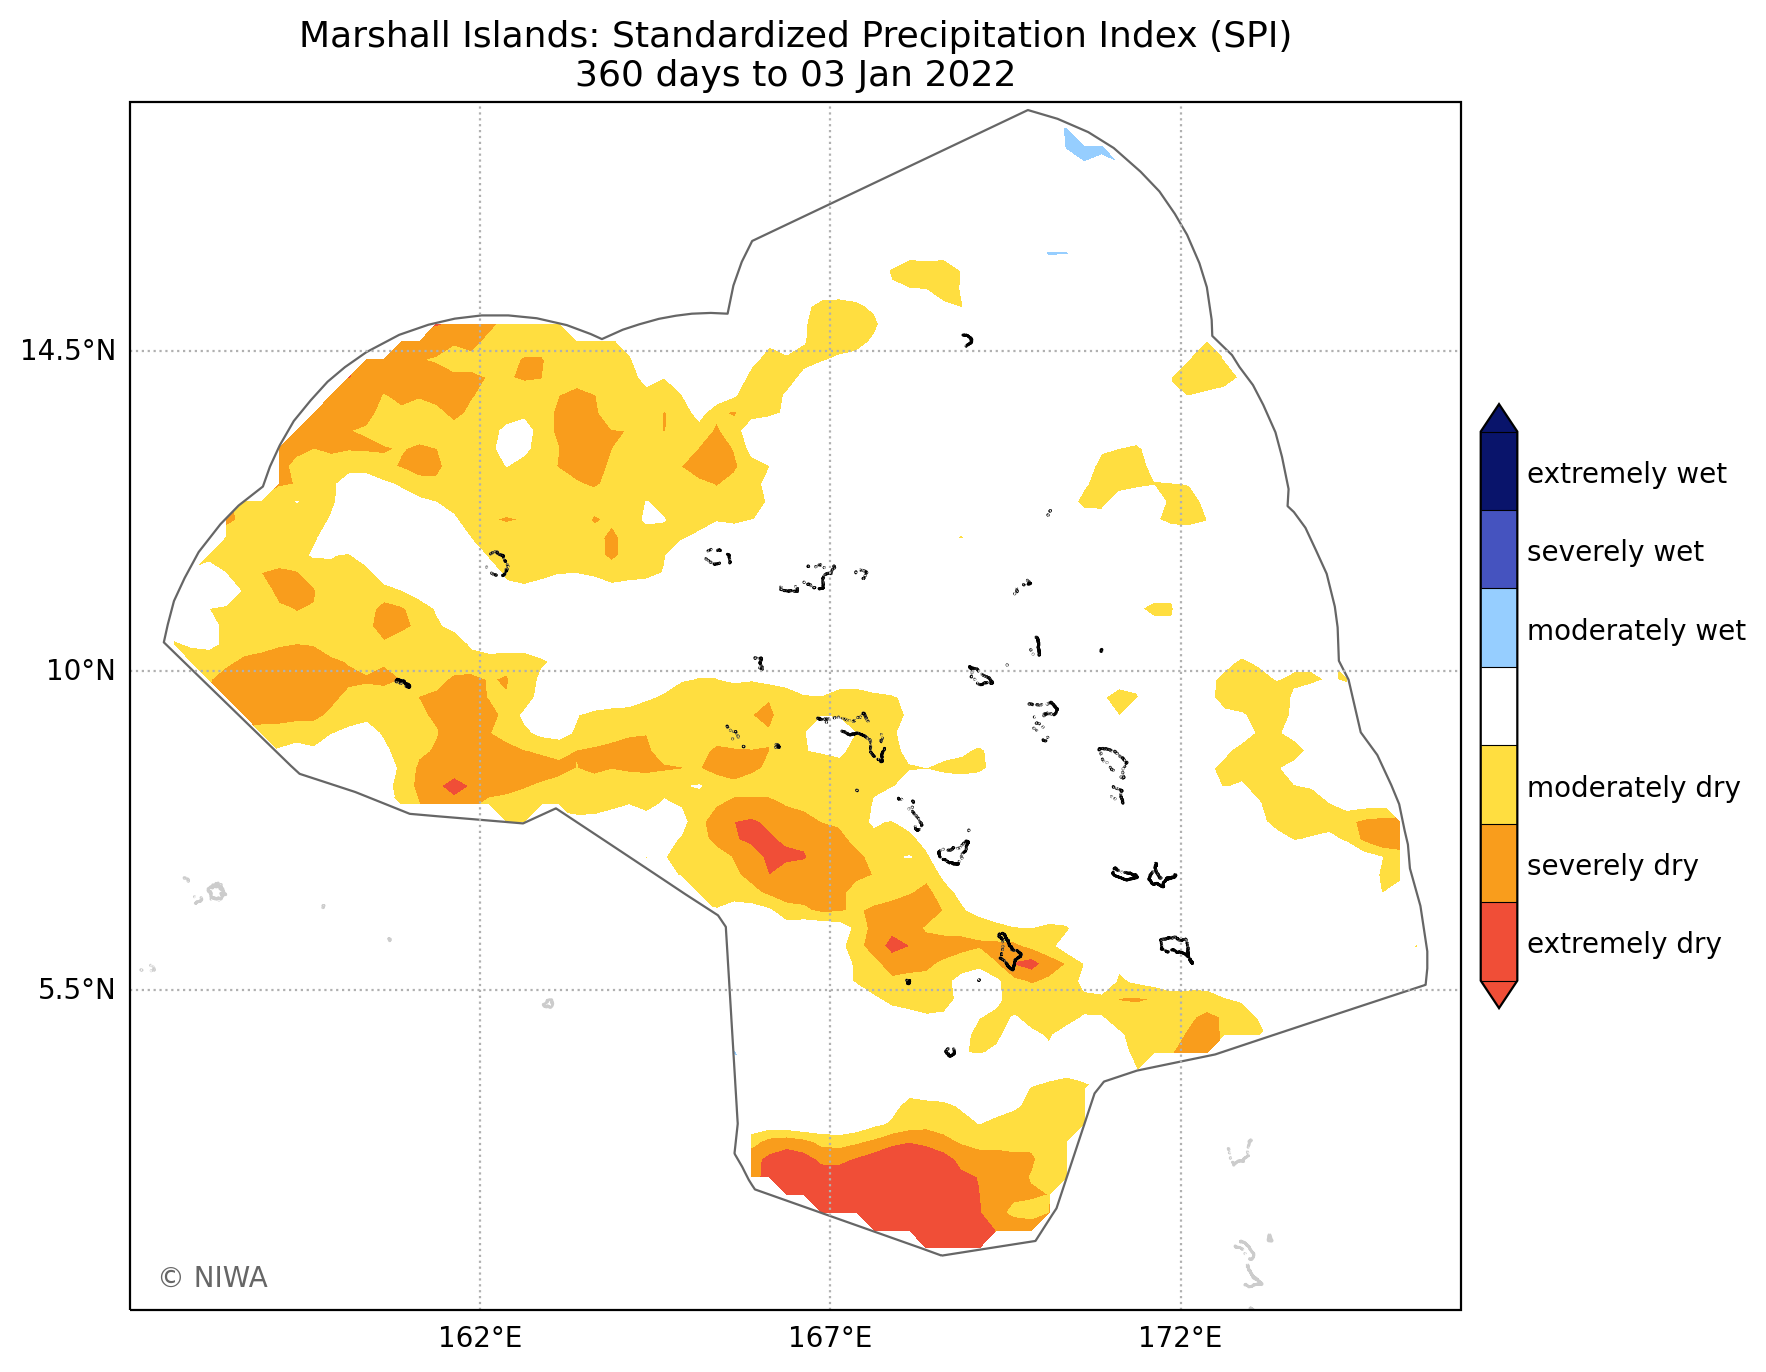 Marshall Islands: Standardized Precipitation Index (SPI)
360 days to 03 Jan 2022
14.5°N
10°N
5.5°N
162°E
167°E
172°E
extremely wet
severely wet
moderately wet
moderately dry
severely dry
extremely dry
© NIWA